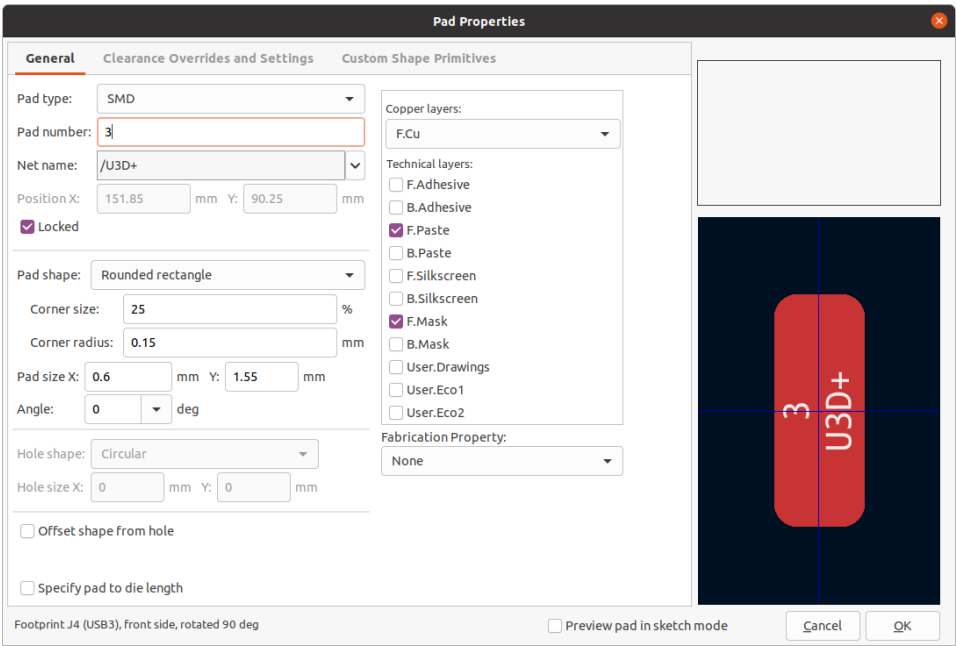 Pad Properties
General
Clearance Overrides and Settings
Custom Shape Primitives
Pad type: SMD
Pad number: 3
Net name: /U3D+
Position X: 151.85 mm Y: 90.25 mm
Locked
Pad shape: Rounded rectangle
Corner size: 25 %
Corner radius: 0.15 mm
Pad size X: 0.6 mm Y: 1.55 mm
Angle: 0 deg
Hole shape: Circular
Hole size X: 0 mm Y: 0 mm
Offset shape from hole
Specify pad to die length
Copper layers:
F.Cu
Technical layers:
F.Adhesive
B.Adhesive
F.Paste
B.Paste
F.Silkscreen
B.Silkscreen
F.Mask
B.Mask
User.Drawings
User.Eco1
User.Eco2
Fabrication Property:
None
3
U3D+
Footprint J4 (USB3), front side, rotated 90 deg
Preview pad in sketch mode
Cancel
OK